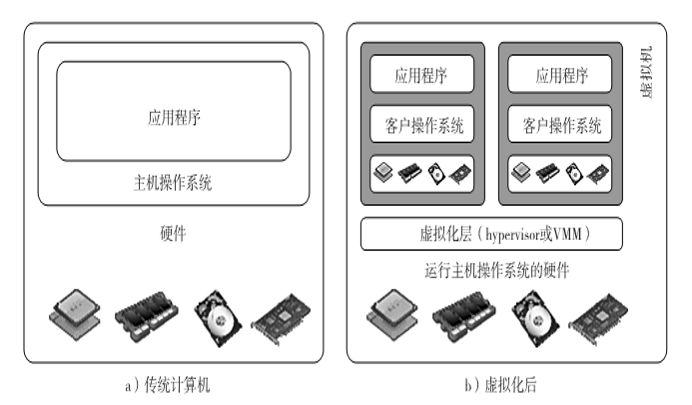 应用程序
主机操作系统
硬件
a）传统计算机
应用程序
客户操作系统
应用程序
客户操作系统
虚拟机
虚拟化层（hypervisor或VMM）
运行主机操作系统的硬件
b）虚拟化后